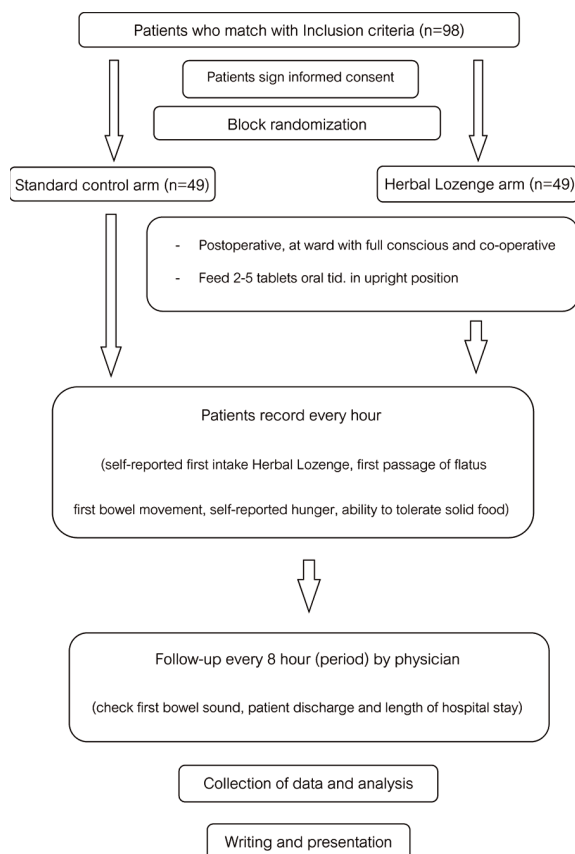 Patients who match with Inclusion criteria (n=98)
Patients sign informed consent
Block randomization
Standard control arm (n=49)
Herbal Lozenge arm (n=49)
- Postoperative, at ward with full conscious and co-operative
- Feed 2-5 tablets oral tid. in upright position
Patients record every hour
(self-reported first intake Herbal Lozenge, first passage of flatus
first bowel movement, self-reported hunger, ability to tolerate solid food)
Follow-up every 8 hour (period) by physician
(check first bowel sound, patient discharge and length of hospital stay)
Collection of data and analysis
Writing and presentation